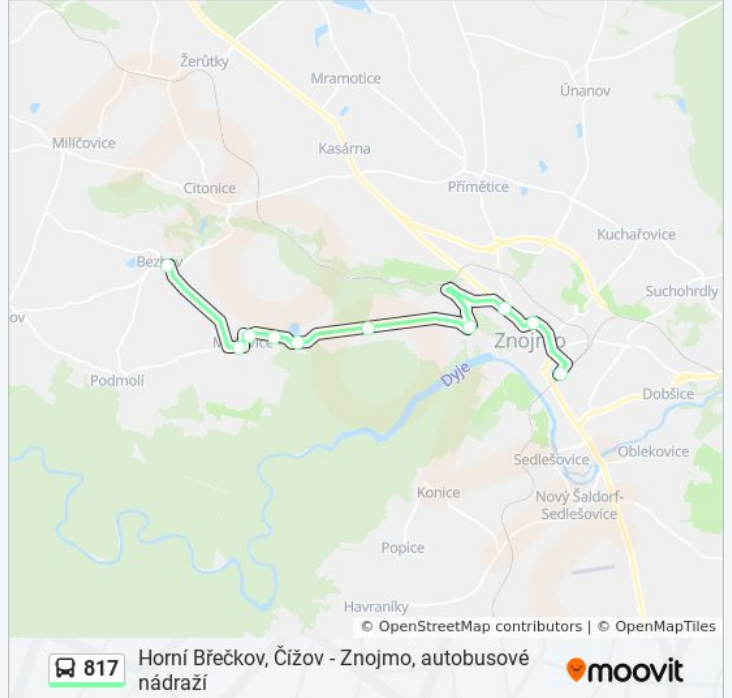 Žerůtky
Mramotice
Únanov
Milíčovice
Kasárna
Citonice
Přímětice
Kuchařovice
Suchohrdly
ov
Znojmo
Podmolí
Dyje
Dobšice
Sedlešovice
Oblekovice
Konice
Nový Šaldorf-
Sedlešovice
Popice
Havraníky
© OpenStreetMap contributors | © OpenMapTiles
817
Horní Břečkov, Čížov - Znojmo, autobusové
nádraží
moovit